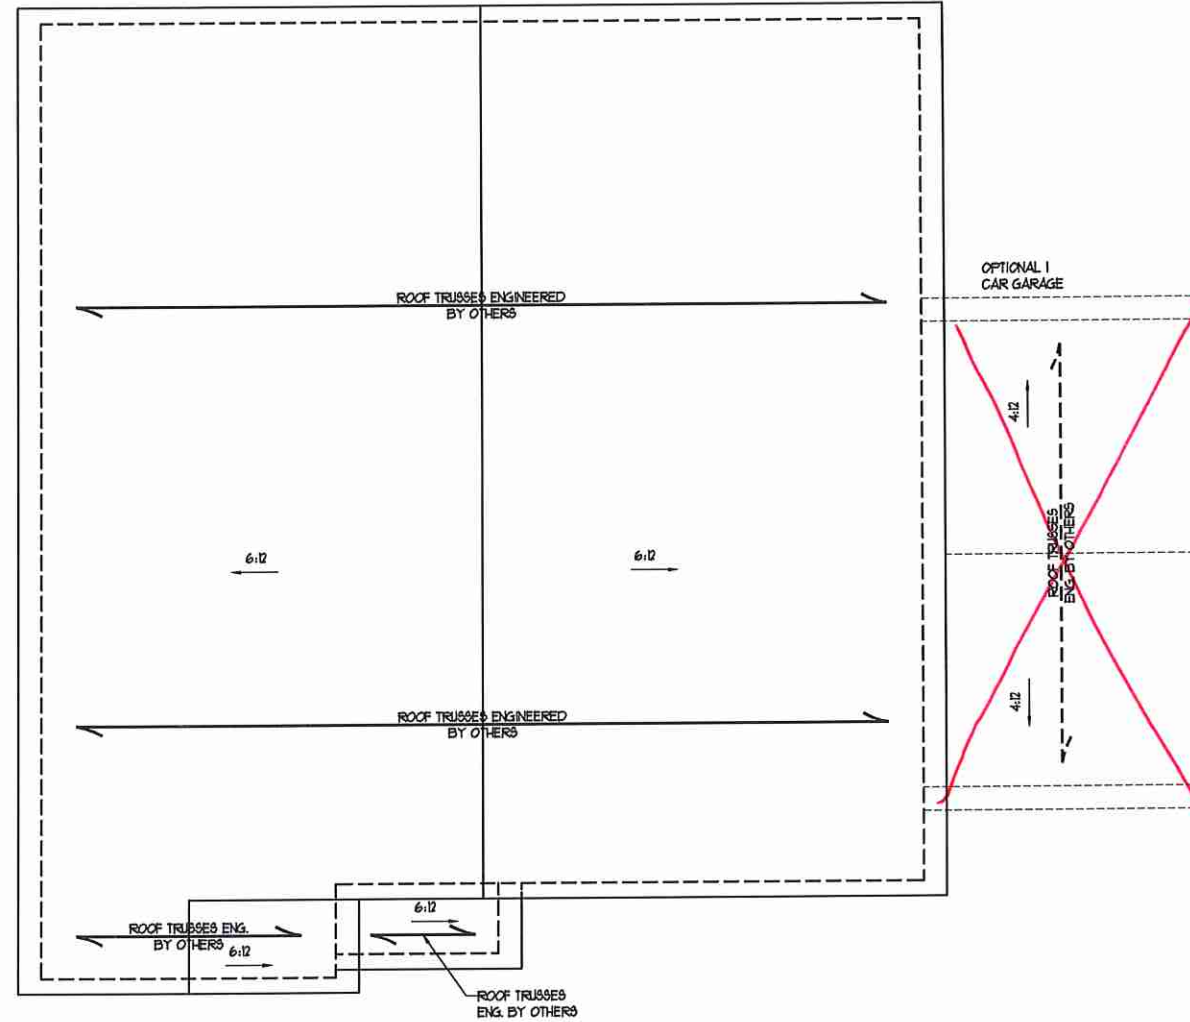 OPTIONAL 1
CAR GARAGE
ROOF TRUSSES ENGINEERED
BY OTHERS
4:12
ROOF TRUSSES
ENG. BY OTHERS
6:12
6:12
4:12
ROOF TRUSSES ENGINEERED
BY OTHERS
6:12
ROOF TRUSSES ENG.
BY OTHERS
6:12
ROOF TRUSSES
ENG. BY OTHERS